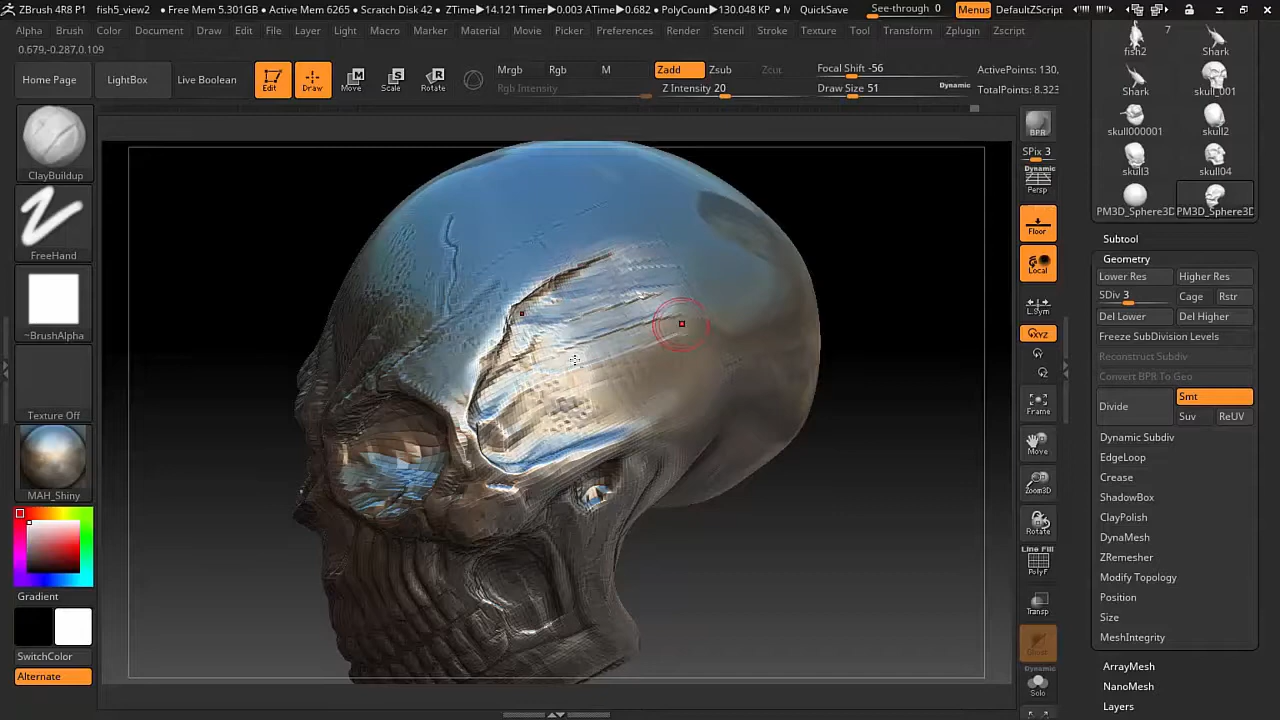 ZBrush 4R8 P1 fish5_view2 • Free Mem 5.301GB • Active Mem 6265 • Scratch Disk 42 • ZTime▶14.121 Timer▶0.003 ATime▶0.682 • PolyCount▶130.048 KP • M QuickSave See-through 0 Menus DefaultZScript
Alpha Brush Color Document Draw Edit File Layer Light Macro Marker Material Movie Picker Preferences Render Stencil Stroke Texture Tool Transform Zplugin Zscript
0.679,-0.287,0.109
Home Page LightBox Live Boolean Edit Draw Move Scale Rotate
Mrgb Rgb M Zadd Zsub Zcut Focal Shift -56 ActivePoints: 130,
Rgb Intensity Z Intensity 20 Draw Size 51 Dynamic TotalPoints: 8.323
ClayBuildup
FreeHand
~BrushAlpha
Texture Off
MAH_Shiny
Gradient
SwitchColor
Alternate
BPR
SPix 3
Dynamic
Persp
Floor
Local
L.Sym
XYZ
Frame
Move
Zoom3D
Rotate
Line Fill
PolyF
Transp
Ghost
Dynamic
Solo
7
fish2 Shark
Shark skull_001
skull000001 skull2
skull3 skull04
PM3D_Sphere3D PM3D_Sphere3D
Subtool
Geometry
Lower Res Higher Res
SDiv 3 Cage Rstr
Del Lower Del Higher
Freeze SubDivision Levels
Reconstruct Subdiv
Convert BPR To Geo
Divide Smt
Suv ReUV
Dynamic Subdiv
EdgeLoop
Crease
ShadowBox
ClayPolish
DynaMesh
ZRemesher
Modify Topology
Position
Size
MeshIntegrity
ArrayMesh
NanoMesh
Layers